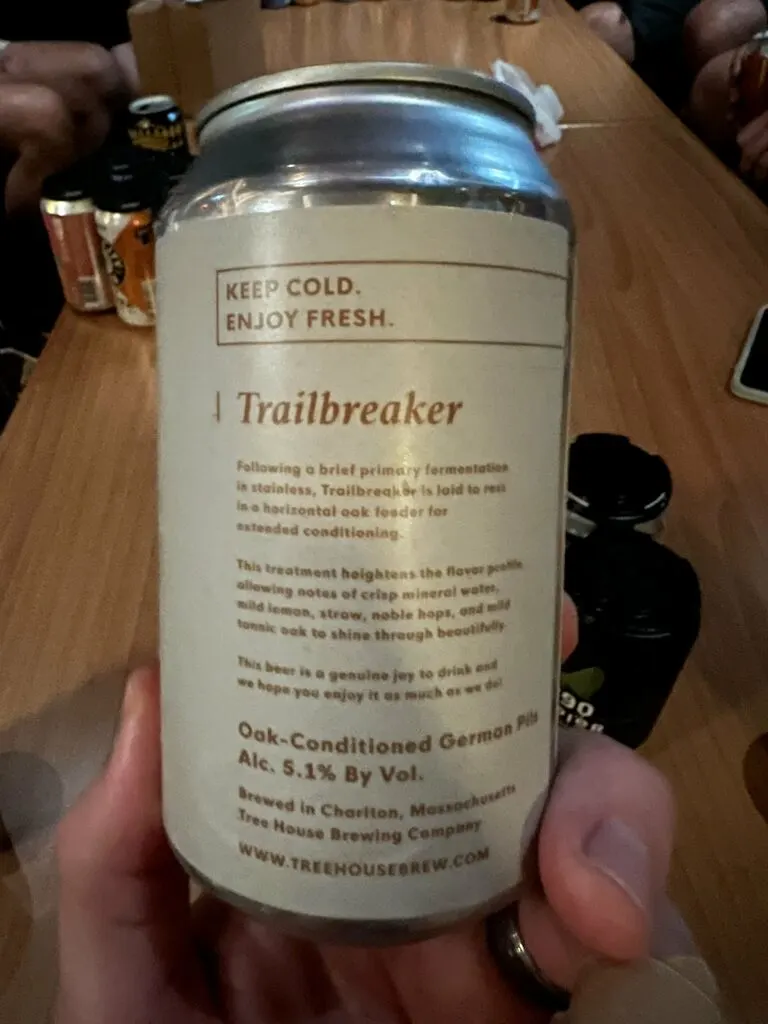 KEEP COLD.
ENJOY FRESH.
Trailbreaker
Following a brief primary fermentation
in stainless, Trailbreaker is laid to rest
in a horizontal oak foeder for
extended conditioning.
This treatment heightens the flavor profile
allowing notes of crisp mineral water,
mild lemon, straw, noble hops, and mild
tannic oak to shine through beautifully.
This beer is a genuine joy to drink and
we hope you enjoy it as much as we do!
Oak-Conditioned German Pils
Alc. 5.1% By Vol.
Brewed in Charlton, Massachusetts
Tree House Brewing Company
WWW.TREEHOUSEBREW.COM